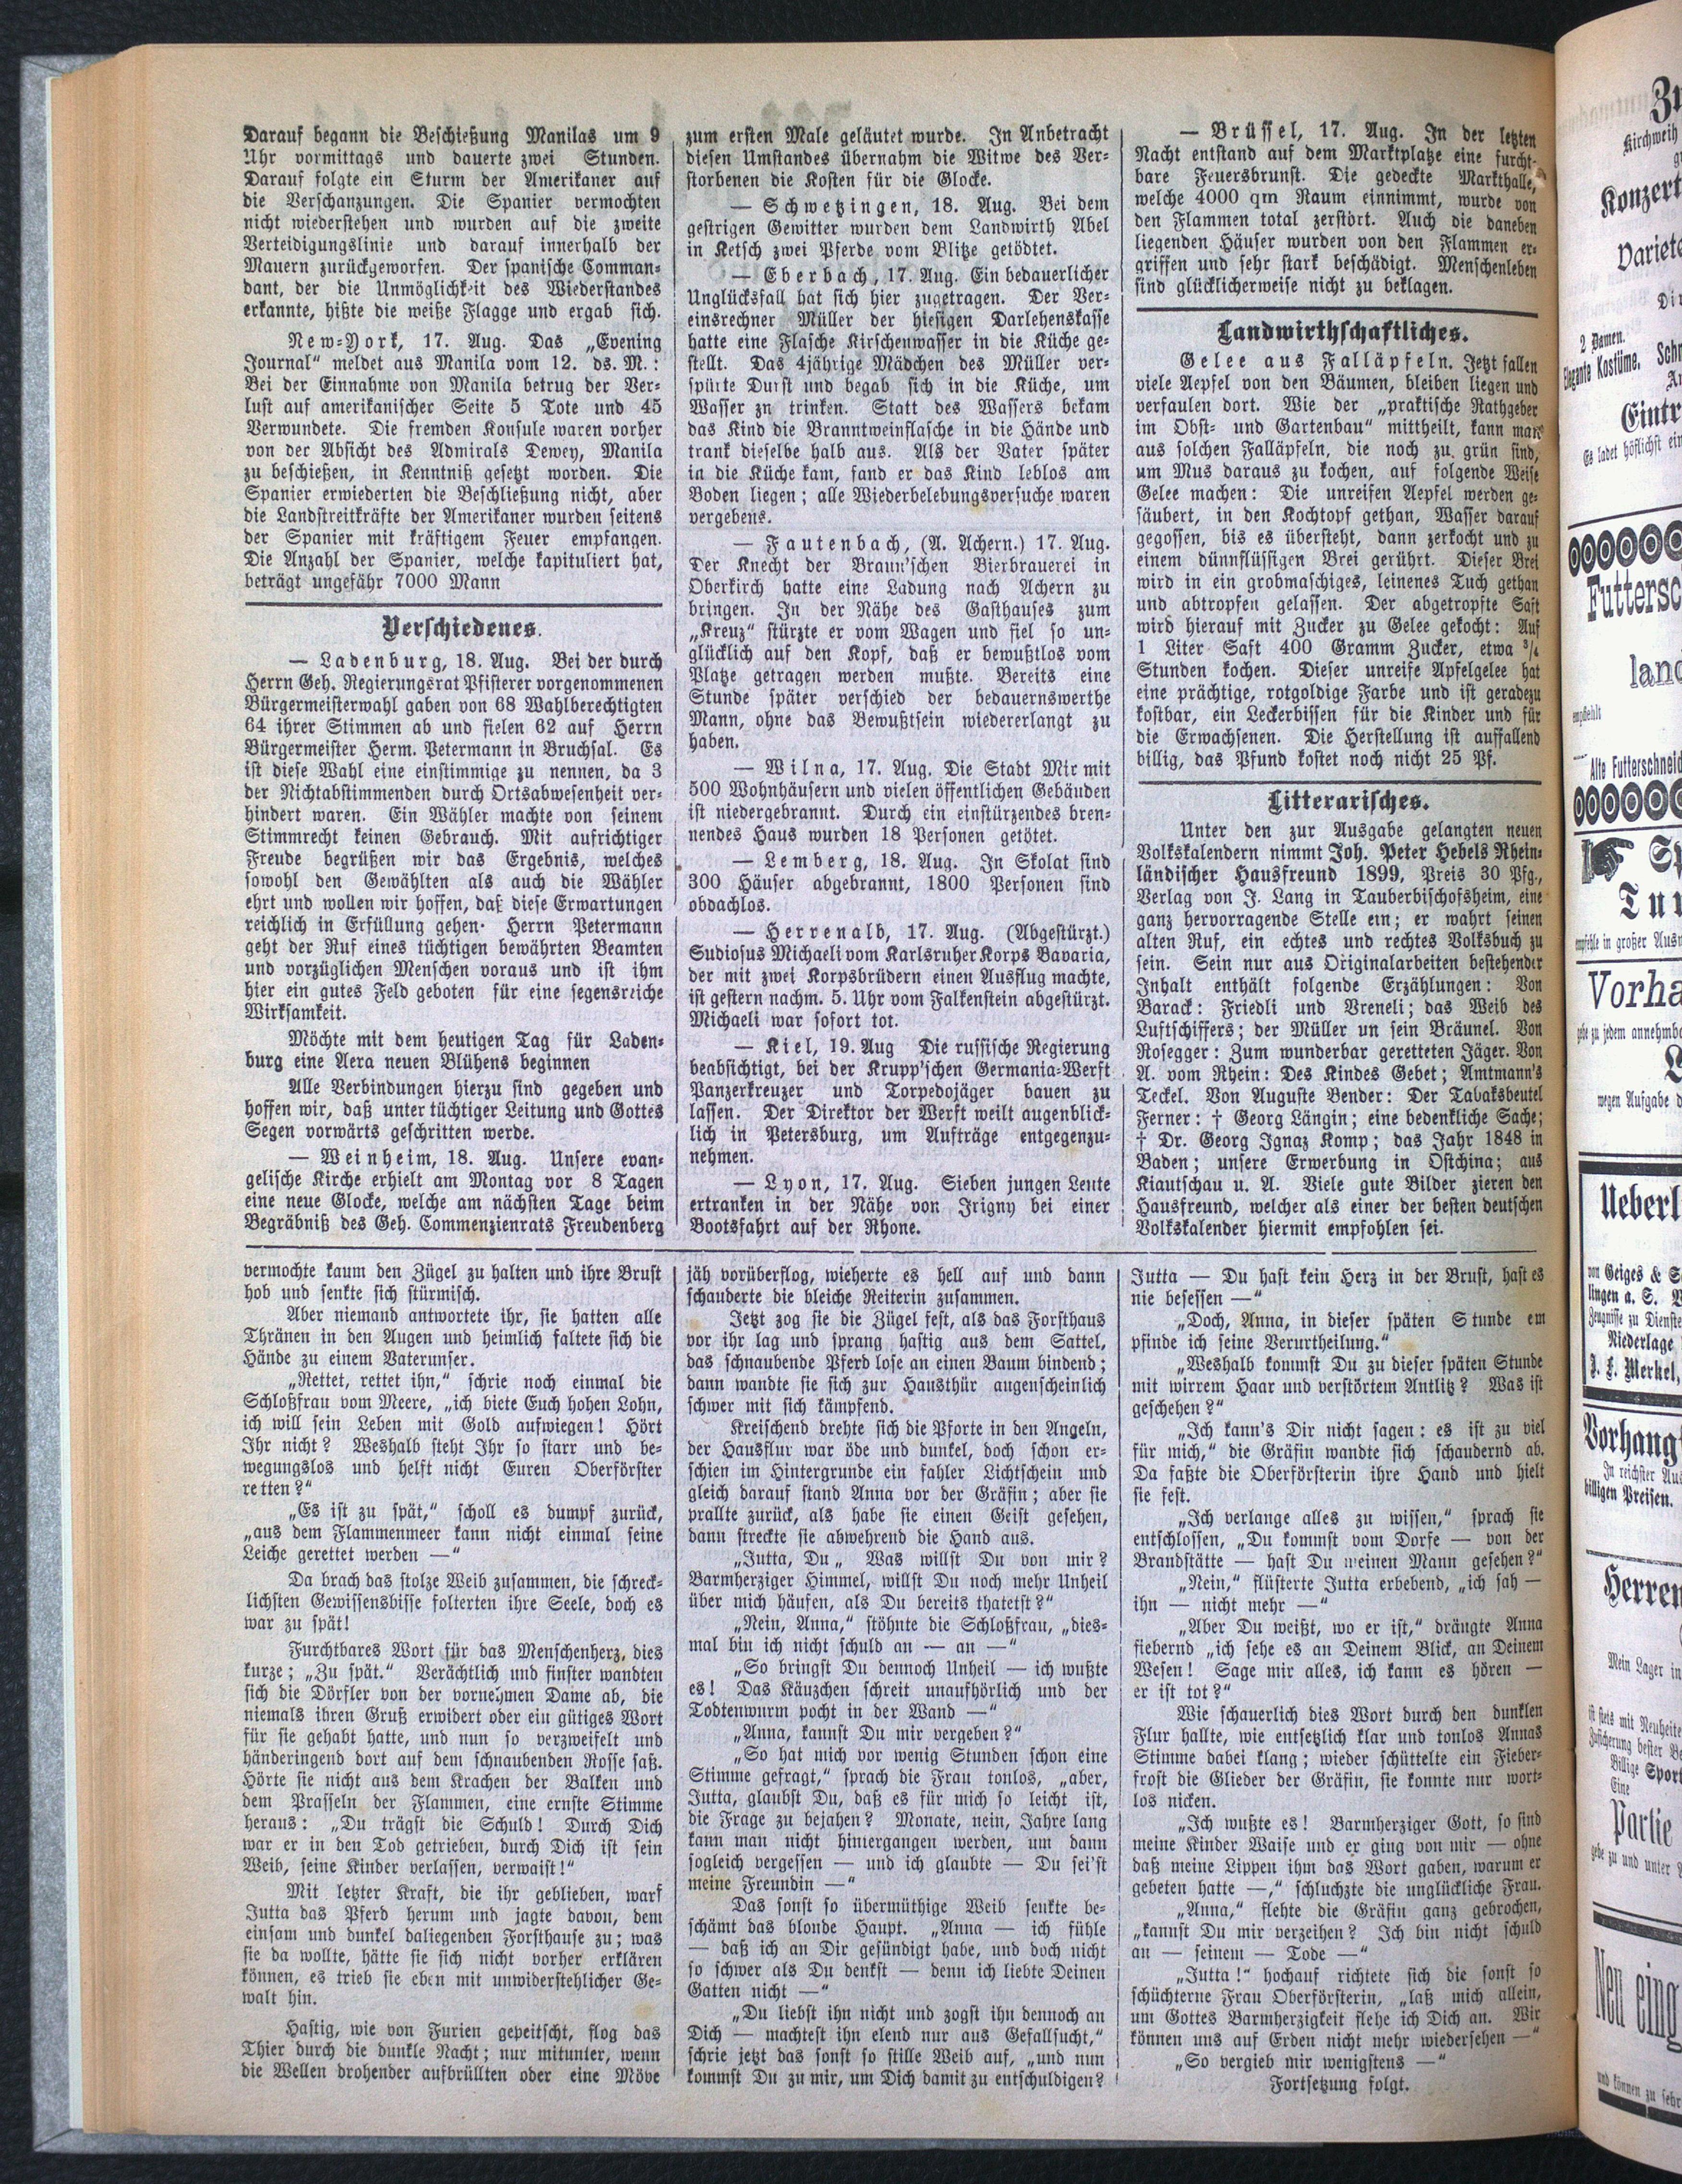 Darauf begann die Beschießung Manilas um 9
Uhr vormittags und dauerte zwei Stunden.
Darauf folgte ein Sturm der Amerikaner auf
die Verschanzungen. Die Spanier vermochten
nicht wiederstehen und wurden auf die zweite
Verteidigungslinie und darauf innerhalb der
Mauern zurückgeworfen. Der spanische Comman-
dant, der die Unmöglichkeit des Wiederstandes
erkannte, hißte die weiße Flagge und ergab sich.
New-York, 17. Aug. Das „Evening
Journal“ meldet aus Manila vom 12. ds. M.:
Bei der Einnahme von Manila betrug der Ver-
lust auf amerikanischer Seite 5 Tote und 45
Verwundete. Die fremden Konsule waren vorher
von der Absicht des Admirals Dewey, Manila
zu beschießen, in Kenntniß gesetzt worden. Die
Spanier erwiederten die Beschließung nicht, aber
die Landstreitkräfte der Amerikaner wurden seitens
der Spanier mit kräftigem Feuer empfangen.
Die Anzahl der Spanier, welche kapituliert hat,
beträgt ungefähr 7000 Mann
Verschiedenes.
— Ladenburg, 18. Aug. Bei der durch
Herrn Geh. Regierungsrat Pfisterer vorgenommenen
Bürgermeisterwahl gaben von 68 Wahlberechtigten
64 ihrer Stimmen ab und fielen 62 auf Herrn
Bürgermeister Herm. Petermann in Bruchsal. Es
ist diese Wahl eine einstimmige zu nennen, da 3
der Nichtabstimmenden durch Ortsabwesenheit ver-
hindert waren. Ein Wähler machte von seinem
Stimmrecht keinen Gebrauch. Mit aufrichtiger
Freude begrüßen wir das Ergebnis, welches
sowohl den Gewählten als auch die Wähler
ehrt und wollen wir hoffen, daß diese Erwartungen
reichlich in Erfüllung gehen. Herrn Petermann
geht der Ruf eines tüchtigen bewährten Beamten
und vorzüglichen Menschen voraus und ist ihm
hier ein gutes Feld geboten für eine segensreiche
Wirksamkeit.
Möchte mit dem heutigen Tag für Laden-
burg eine Aera neuen Blühens beginnen
Alle Verbindungen hierzu sind gegeben und
hoffen wir, daß unter tüchtiger Leitung und Gottes
Segen vorwärts geschritten werde.
— Weinheim, 18. Aug. Unsere evan-
gelische Kirche erhielt am Montag vor 8 Tagen
eine neue Glocke, welche am nächsten Tage beim
Begräbniß des Geh. Commenzienrats Freudenberg
zum ersten Male geläutet wurde. In Anbetracht
diesen Umstandes übernahm die Witwe des Ver-
storbenen die Kosten für die Glocke.
— Schwetzingen, 18. Aug. Bei dem
gestrigen Gewitter wurden dem Landwirth Abel
in Ketsch zwei Pferde vom Blitze getödtet.
— Eberbach, 17. Aug. Ein bedauerlicher
Unglücksfall hat sich hier zugetragen. Der Ver-
einsrechner Müller der hiesigen Darlehenskasse
hatte eine Flasche Kirschenwasser in die Küche ge-
stellt. Das 4jährige Mädchen des Müller ver-
spürte Durst und begab sich in die Küche, um
Wasser zn trinken. Statt des Wassers bekam
das Kind die Branntweinflasche in die Hände und
trank dieselbe halb aus. Als der Vater später
in die Küche kam, fand er das Kind leblos am
Boden liegen; alle Wiederbelebungsversuche waren
vergebens.
— Fautenbach, (A. Achern.) 17. Aug.
Der Knecht der Braun'schen Bierbrauerei in
Oberkirch hatte eine Ladung nach Achern zu
bringen. In der Nähe des Gasthauses zum
„Kreuz“ stürzte er vom Wagen und fiel so un-
glücklich auf den Kopf, daß er bewußtlos vom
Platze getragen werden mußte. Bereits eine
Stunde später verschied der bedauernswerthe
Mann, ohne das Bewußtsein wiedererlangt zu
haben.
— Wilna, 17. Aug. Die Stadt Mir mit
500 Wohnhäusern und vielen öffentlichen Gebäuden
ist niedergebrannt. Durch ein einstürzendes bren-
nendes Haus wurden 18 Personen getötet.
— Lemberg, 18. Aug. In Skolat sind
300 Häuser abgebrannt, 1800 Personen sind
obdachlos.
— Herrenalb, 17. Aug. (Abgestürzt.)
Sudiosus Michaeli vom Karlsruher Korps Bavaria,
der mit zwei Korpsbrüdern einen Ausflug machte,
ist gestern nachm. 5. Uhr vom Falkenstein abgestürzt.
Michaeli war sofort tot.
— Kiel, 19. Aug Die russische Regierung
beabsichtigt, bei der Krupp'schen Germania-Werft
Panzerkreuzer und Torpedojäger bauen zu
lassen. Der Direktor der Werft weilt augenblick-
lich in Petersburg, um Aufträge entgegenzu-
nehmen.
— Lyon, 17. Aug. Sieben jungen Leute
ertranken in der Nähe von Irigny bei einer
Bootsfahrt auf der Rhone.
— Brüssel, 17. Aug. In der letzten
Nacht entstand auf dem Marktplatze eine furcht-
bare Feuersbrunst. Die gedeckte Markthalle,
welche 4000 qm Raum einnimmt, wurde von
den Flammen total zerstört. Auch die daneben
liegenden Häuser wurden von den Flammen er-
griffen und sehr stark beschädigt. Menschenleben
sind glücklicherweise nicht zu beklagen.
Landwirthschaftliches.
Gelee aus Falläpfeln. Jetzt fallen
viele Aepfel von den Bäumen, bleiben liegen und
verfaulen dort. Wie der „praktische Rathgeber
im Obst- und Gartenbau“ mittheilt, kann man
aus solchen Falläpfeln, die noch zu grün sind,
um Mus daraus zu kochen, auf folgende Weise
Gelee machen: Die unreifen Aepfel werden ge-
säubert, in den Kochtopf gethan, Wasser darauf
gegossen, bis es übersteht, dann zerkocht und zu
einem dünnflüssigen Brei gerührt. Dieser Brei
wird in ein grobmaschiges, leinenes Tuch gethan
und abtropfen gelassen. Der abgetropfte Saft
wird hierauf mit Zucker zu Gelee gekocht: Auf
1 Liter Saft 400 Gramm Zucker, etwa 3/4
Stunden kochen. Dieser unreife Apfelgelee hat
eine prächtige, rotgoldige Farbe und ist geradezu
kostbar, ein Leckerbissen für die Kinder und für
die Erwachsenen. Die Herstellung ist auffallend
billig, das Pfund kostet noch nicht 25 Pf.
Litterarisches.
Unter den zur Ausgabe gelangten neuen
Volkskalendern nimmt Joh. Peter Hebels Rhein-
ländischer Hausfreund 1899, Preis 30 Pfg.,
Verlag von J. Lang in Tauberbischofsheim, eine
ganz hervorragende Stelle ein; er wahrt seinen
alten Ruf, ein echtes und rechtes Volksbuch zu
sein. Sein nur aus Originalarbeiten bestehender
Inhalt enthält folgende Erzählungen: Von
Barack: Friedli und Vreneli; das Weib des
Luftschiffers; der Müller un sein Bräunel. Von
Rosegger: Zum wunderbar geretteten Jäger. Von
A. vom Rhein: Des Kindes Gebet; Amtmann's
Teckel. Von Auguste Bender: Der Tabaksbeutel
Ferner: † Georg Längin; eine bedenkliche Sache;
† Dr. Georg Ignaz Komp; das Jahr 1848 in
Baden; unsere Erwerbung in Ostchina; aus
Kiautschau u. A. Viele gute Bilder zieren den
Hausfreund, welcher als einer der besten deutschen
Volkskalender hiermit empfohlen sei.
vermochte kaum den Zügel zu halten und ihre Brust
hob und senkte sich stürmisch.
Aber niemand antwortete ihr, sie hatten alle
Thränen in den Augen und heimlich faltete sich die
Hände zu einem Vaterunser.
„Rettet, rettet ihn,“ schrie noch einmal die
Schloßfrau vom Meere, „ich biete Euch hohen Lohn,
ich will sein Leben mit Gold aufwiegen! Hört
Ihr nicht? Weshalb steht Ihr so starr und be-
wegungslos und helft nicht Euren Oberförster
retten?“
„Es ist zu spät,“ scholl es dumpf zurück,
„aus dem Flammenmeer kann nicht einmal seine
Leiche gerettet werden —“
Da brach das stolze Weib zusammen, die schreck-
lichsten Gewissensbisse folterten ihre Seele, doch es
war zu spät!
Furchtbares Wort für das Menschenherz, dies
kurze; „Zu spät.“ Verächtlich und finster wandten
sich die Dörfler von der vornehmen Dame ab, die
niemals ihren Gruß erwidert oder ein gütiges Wort
für sie gehabt hatte, und nun so verzweifelt und
händeringend dort auf dem schnaubenden Rosse saß.
Hörte sie nicht aus dem Krachen der Balken und
dem Prasseln der Flammen, eine ernste Stimme
heraus: „Du trägst die Schuld! Durch Dich
war er in den Tod getrieben, durch Dich ist sein
Weib, seine Kinder verlassen, verwaist!“
Mit letzter Kraft, die ihr geblieben, warf
Jutta das Pferd herum und jagte davon, dem
einsam und dunkel daliegenden Forsthause zu; was
sie da wollte, hätte sie sich nicht vorher erklären
können, es trieb sie eben mit unwiderstehlicher Ge-
walt hin.
Hastig, wie von Furien gepeitscht, flog das
Thier durch die dunkle Nacht; nur mitunter, wenn
die Wellen drohender aufbrüllten oder eine Möve
jäh vorüberflog, wieherte es hell auf und dann
schauderte die bleiche Reiterin zusammen.
Jetzt zog sie die Zügel fest, als das Forsthaus
vor ihr lag und sprang hastig aus dem Sattel,
das schnaubende Pferd lose an einen Baum bindend;
dann wandte sie sich zur Hausthür augenscheinlich
schwer mit sich kämpfend.
Kreischend drehte sich die Pforte in den Angeln,
der Hausflur war öde und dunkel, doch schon er-
schien im Hintergrunde ein fahler Lichtschein und
gleich darauf stand Anna vor der Gräfin; aber sie
prallte zurück, als habe sie einen Geist gesehen,
dann streckte sie abwehrend die Hand aus.
„Jutta, Du„ Was willst Du von mir?
Barmherziger Himmel, willst Du noch mehr Unheil
über mich häufen, als Du bereits thatetst?“
„Nein, Anna,“ stöhnte die Schloßfrau, „dies-
mal bin ich nicht schuld an — an —“
„So bringst Du dennoch Unheil — ich wußte
es! Das Käuzchen schreit unaufhörlich und der
Todtenwurm pocht in der Wand —“
„Anna, kannst Du mir vergeben?“
„So hat mich vor wenig Stunden schon eine
Stimme gefragt,“ sprach die Frau tonlos, „aber,
Jutta, glaubst Du, daß es für mich so leicht ist,
die Frage zu bejahen? Monate, nein, Jahre lang
kann man nicht hintergangen werden, um dann
sogleich vergessen — und ich glaubte — Du sei'st
meine Freundin —“
Das sonst so übermüthige Weib senkte be-
schämt das blonde Haupt. „Anna — ich fühle
— daß ich an Dir gesündigt habe, und doch nicht
so schwer als Du denkst — denn ich liebte Deinen
Gatten nicht —“
„Du liebst ihn nicht und zogst ihn dennoch an
Dich — machtest ihn elend nur aus Gefallsucht,“
schrie jetzt das sonst so stille Weib auf, „und nun
kommst Du zu mir, um Dich damit zu entschuldigen?
Jutta — Du hast kein Herz in der Brust, hast es
nie besessen —“
„Doch, Anna, in dieser späten Stunde em
pfinde ich seine Verurtheilung.“
„Weshalb kommst Du zu dieser späten Stunde
mit wirrem Haar und verstörtem Antlitz? Was ist
geschehen?“
„Ich kann's Dir nicht sagen: es ist zu viel
für mich,“ die Gräfin wandte sich schaudernd ab.
Da faßte die Oberförsterin ihre Hand und hielt
sie fest.
„Ich verlange alles zu wissen,“ sprach sie
entschlossen, „Du kommst vom Dorfe — von der
Brandstätte — hast Du meinen Mann gesehen?“
„Nein,“ flüsterte Jutta erbebend, „ich sah —
ihn — nicht mehr —“
„Aber Du weißt, wo er ist,“ drängte Anna
fiebernd „ich sehe es an Deinem Blick, an Deinem
Wesen! Sage mir alles, ich kann es hören —
er ist tot?“
Wie schauerlich dies Wort durch den dunklen
Flur hallte, wie entsetzlich klar und tonlos Annas
Stimme dabei klang; wieder schüttelte ein Fieber-
frost die Glieder der Gräfin, sie konnte nur wort-
los nicken.
„Ich wußte es! Barmherziger Gott, so sind
meine Kinder Waise und er ging von mir — ohne
daß meine Lippen ihm das Wort gaben, warum er
gebeten hatte —,“ schluchzte die unglückliche Frau.
„Anna,“ flehte die Gräfin ganz gebrochen,
„kannst Du mir verzeihen? Ich bin nicht schuld
an — seinem — Tode —“
„Jutta!“ hochauf richtete sich die sonst so
schüchterne Frau Oberförsterin, „laß mich allein,
um Gottes Barmherzigkeit flehe ich Dich an. Wir
können uns auf Erden nicht mehr wiedersehen —“
„So vergieb mir wenigstens —“
Fortsetzung folgt.
Kirchweih
Konzert
2 Damen.
Elegante Kostüme.
Es ladet höflichst ein
land
empfiehlt
Alte Futterschneid
Sp
empfehle in großer
Vorha
wegen Aufgabe d
Ueberl
von Geiges & S
lingen a. S.
Niederlage
J. F. Merkel,
Vorhang
billigen Preisen.
Herren
Mein Lager in
ist stets mit
Billige Sport
Eine
Partie
gebe zu und unter
Neu eing
und können zu